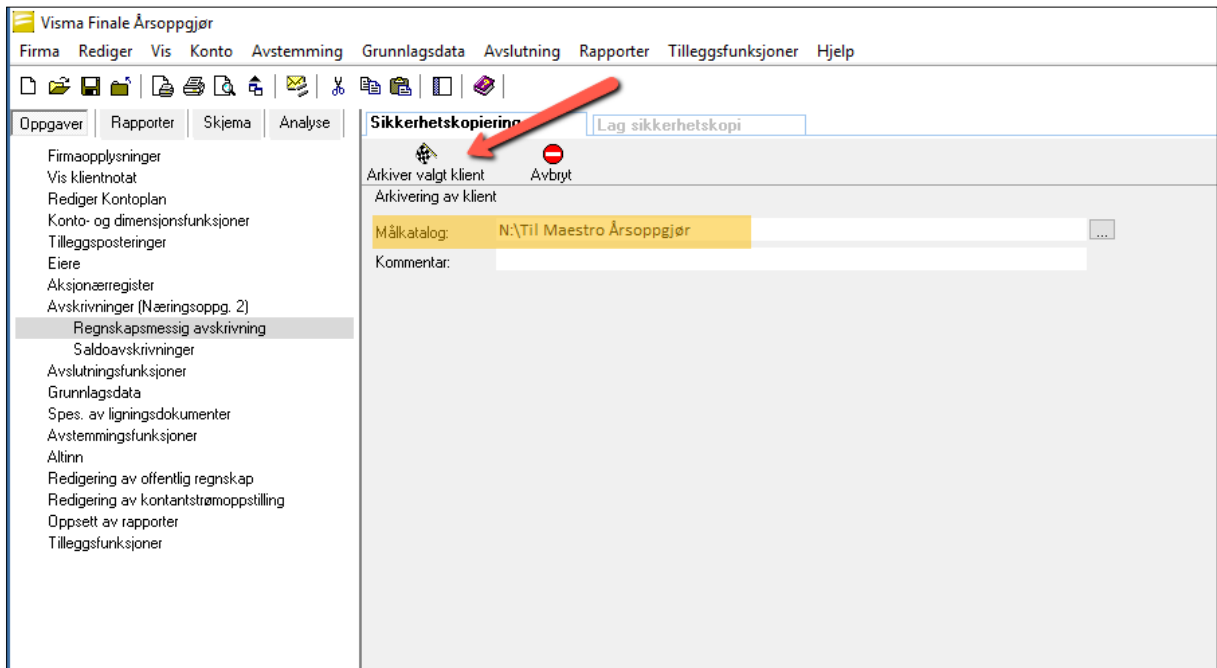 Visma Finale Årsoppgjør
Firma Rediger Vis Konto Avstemming Grunnlagsdata Avslutning Rapporter Tilleggsfunksjoner Hjelp
Oppgaver Rapporter Skjema Analyse
Firmaopplysninger
Vis klientnotat
Rediger Kontoplan
Konto- og dimensjonsfunksjoner
Tilleggsposteringer
Eiere
Aksjonærregister
Avskrivninger (Næringsoppg. 2)
Regnskapsmessig avskrivning
Saldoavskrivninger
Avslutningsfunksjoner
Grunnlagsdata
Spes. av ligningsdokumenter
Avstemmingsfunksjoner
Altinn
Redigering av offentlig regnskap
Redigering av kontantstrømoppstilling
Oppsett av rapporter
Tilleggsfunksjoner
Sikkerhetskopiering Lag sikkerhetskopi
Arkiver valgt klient Avbryt
Arkivering av klient
Målkatalog: N:\Til Maestro Årsoppgjør ...
Kommentar: